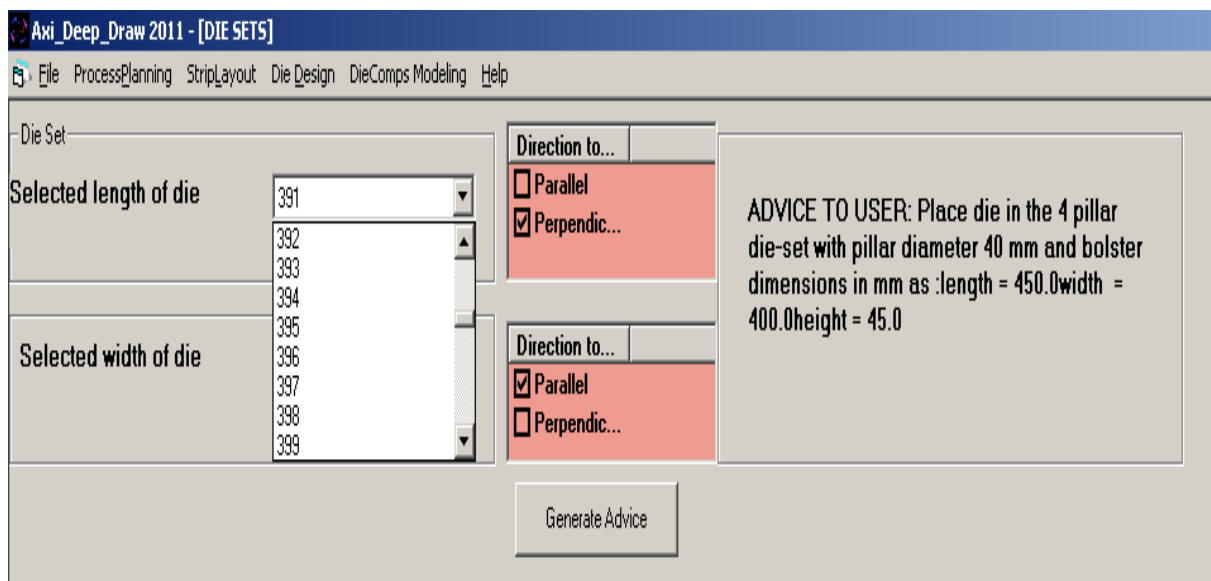 Axi_Deep_Draw 2011 - [DIE SETS]
File ProcessPlanning StripLayout Die Design DieComps Modeling Help
Die Set
Selected length of die
391
392
393
394
395
396
397
398
399
Direction to...
Parallel
Perpendic...
Selected width of die
Direction to...
Parallel
Perpendic...
ADVICE TO USER: Place die in the 4 pillar
die-set with pillar diameter 40 mm and bolster
dimensions in mm as :length = 450.0width =
400.0height = 45.0
Generate Advice